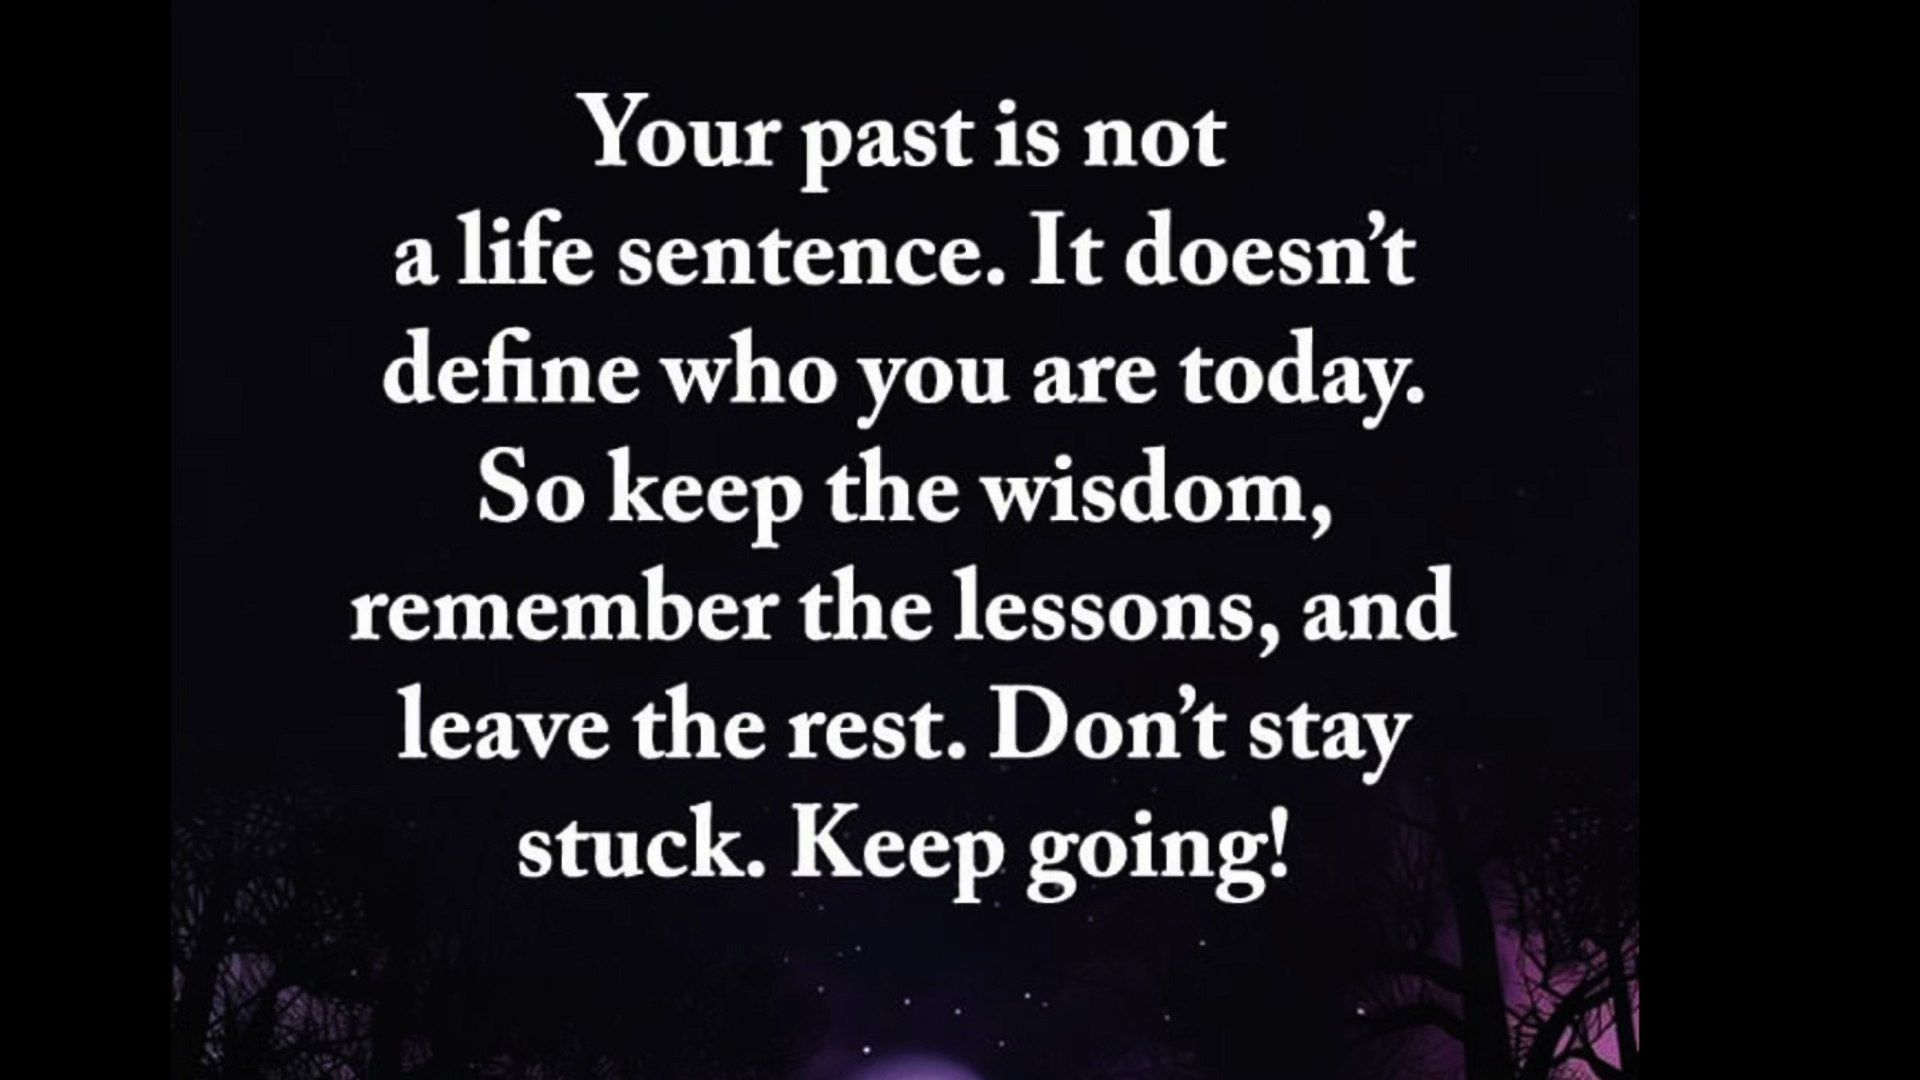 Your past is not
a life sentence. It doesn’t
define who you are today.
So keep the wisdom,
remember the lessons, and
leave the rest. Don’t stay
stuck. Keep going!